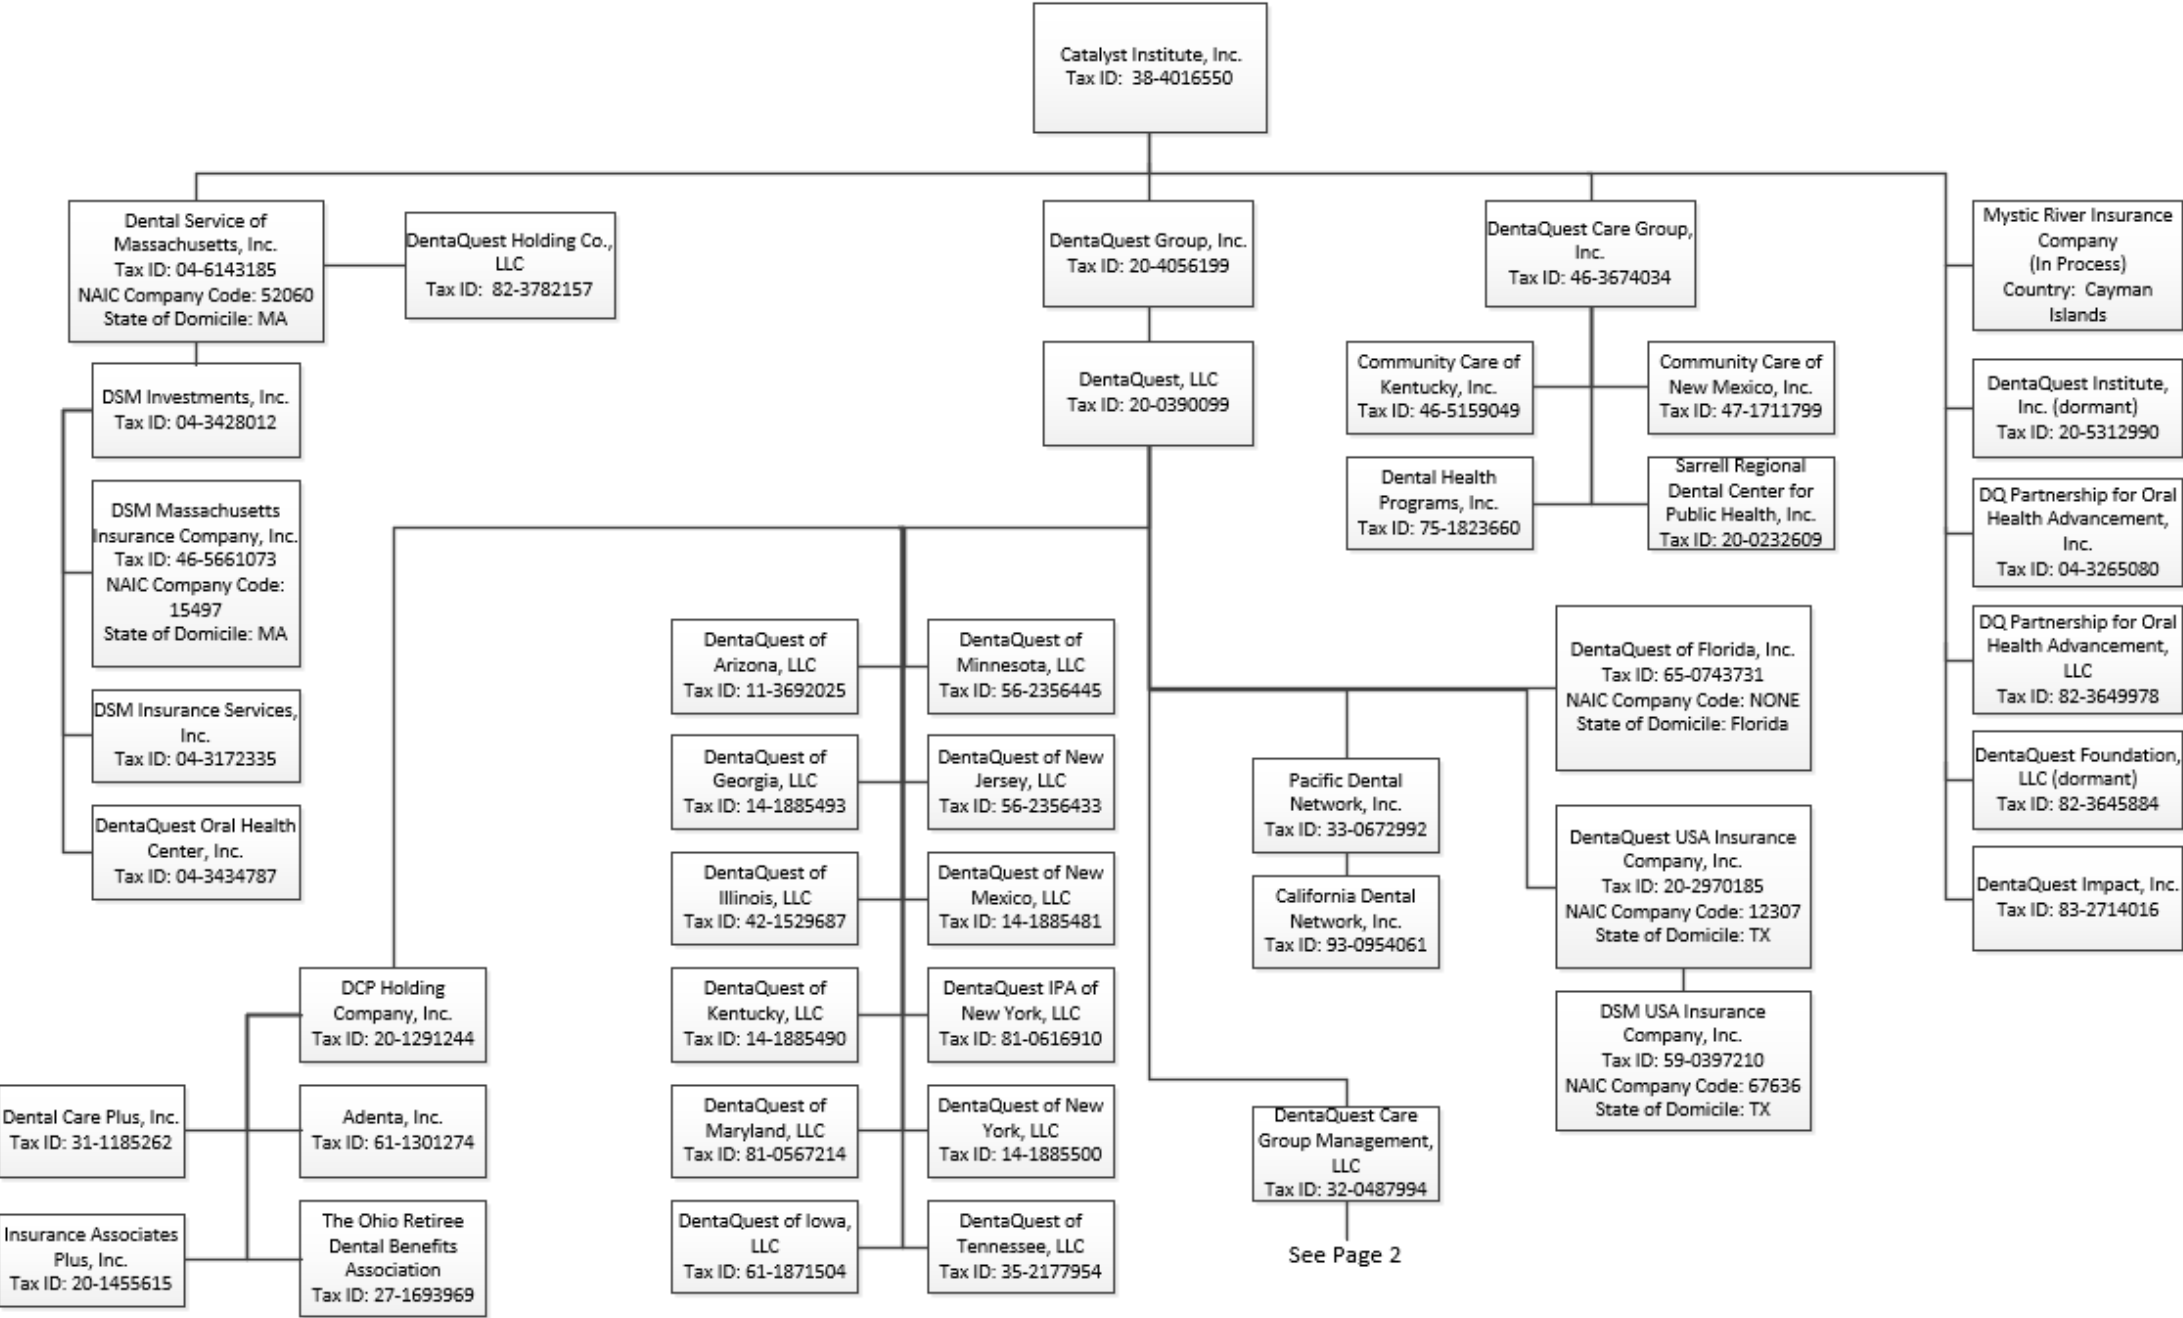 Catalyst Institute, Inc.
Tax ID:  38-4016550
Dental Service of
Massachusetts, Inc.
Tax ID: 04-6143185
NAIC Company Code: 52060
State of Domicile: MA
DentaQuest Holding Co.,
LLC
Tax ID:  82-3782157
DentaQuest Group, Inc.
Tax ID: 20-4056199
DentaQuest Care Group,
Inc.
Tax ID: 46-3674034
Mystic River Insurance
Company
(In Process)
Country:  Cayman
Islands
DSM Investments, Inc.
Tax ID: 04-3428012
DentaQuest, LLC
Tax ID: 20-0390099
Community Care of
Kentucky, Inc.
Tax ID: 46-5159049
Community Care of
New Mexico, Inc.
Tax ID: 47-1711799
DentaQuest Institute,
Inc. (dormant)
Tax ID: 20-5312990
DSM Massachusetts
Insurance Company, Inc.
Tax ID: 46-5661073
NAIC Company Code:
15497
State of Domicile: MA
Dental Health
Programs, Inc.
Tax ID: 75-1823660
Sarrell Regional
Dental Center for
Public Health, Inc.
Tax ID: 20-0232609
DQ Partnership for Oral
Health Advancement,
Inc.
Tax ID: 04-3265080
DSM Insurance Services,
Inc.
Tax ID: 04-3172335
DentaQuest of
Arizona, LLC
Tax ID: 11-3692025
DentaQuest of
Minnesota, LLC
Tax ID: 56-2356445
DentaQuest of Florida, Inc.
Tax ID: 65-0743731
NAIC Company Code: NONE
State of Domicile: Florida
DQ Partnership for Oral
Health Advancement,
LLC
Tax ID: 82-3649978
DentaQuest Oral Health
Center, Inc.
Tax ID: 04-3434787
DentaQuest of
Georgia, LLC
Tax ID: 14-1885493
DentaQuest of New
Jersey, LLC
Tax ID: 56-2356433
Pacific Dental
Network, Inc.
Tax ID: 33-0672992
DentaQuest USA Insurance
Company, Inc.
Tax ID: 20-2970185
NAIC Company Code: 12307
State of Domicile: TX
DentaQuest Foundation,
LLC (dormant)
Tax ID: 82-3645884
DentaQuest of
Illinois, LLC
Tax ID: 42-1529687
DentaQuest of New
Mexico, LLC
Tax ID: 14-1885481
California Dental
Network, Inc.
Tax ID: 93-0954061
DentaQuest Impact, Inc.
Tax ID: 83-2714016
DCP Holding
Company, Inc.
Tax ID: 20-1291244
DentaQuest of
Kentucky, LLC
Tax ID: 14-1885490
DentaQuest IPA of
New York, LLC
Tax ID: 81-0616910
DSM USA Insurance
Company, Inc.
Tax ID: 59-0397210
NAIC Company Code: 67636
State of Domicile: TX
Dental Care Plus, Inc.
Tax ID: 31-1185262
Adenta, Inc.
Tax ID: 61-1301274
DentaQuest of
Maryland, LLC
Tax ID: 81-0567214
DentaQuest of New
York, LLC
Tax ID: 14-1885500
DentaQuest Care
Group Management,
LLC
Tax ID: 32-0487994
Insurance Associates
Plus, Inc.
Tax ID: 20-1455615
The Ohio Retiree
Dental Benefits
Association
Tax ID: 27-1693969
DentaQuest of Iowa,
LLC
Tax ID: 61-1871504
DentaQuest of
Tennessee, LLC
Tax ID: 35-2177954
See Page 2